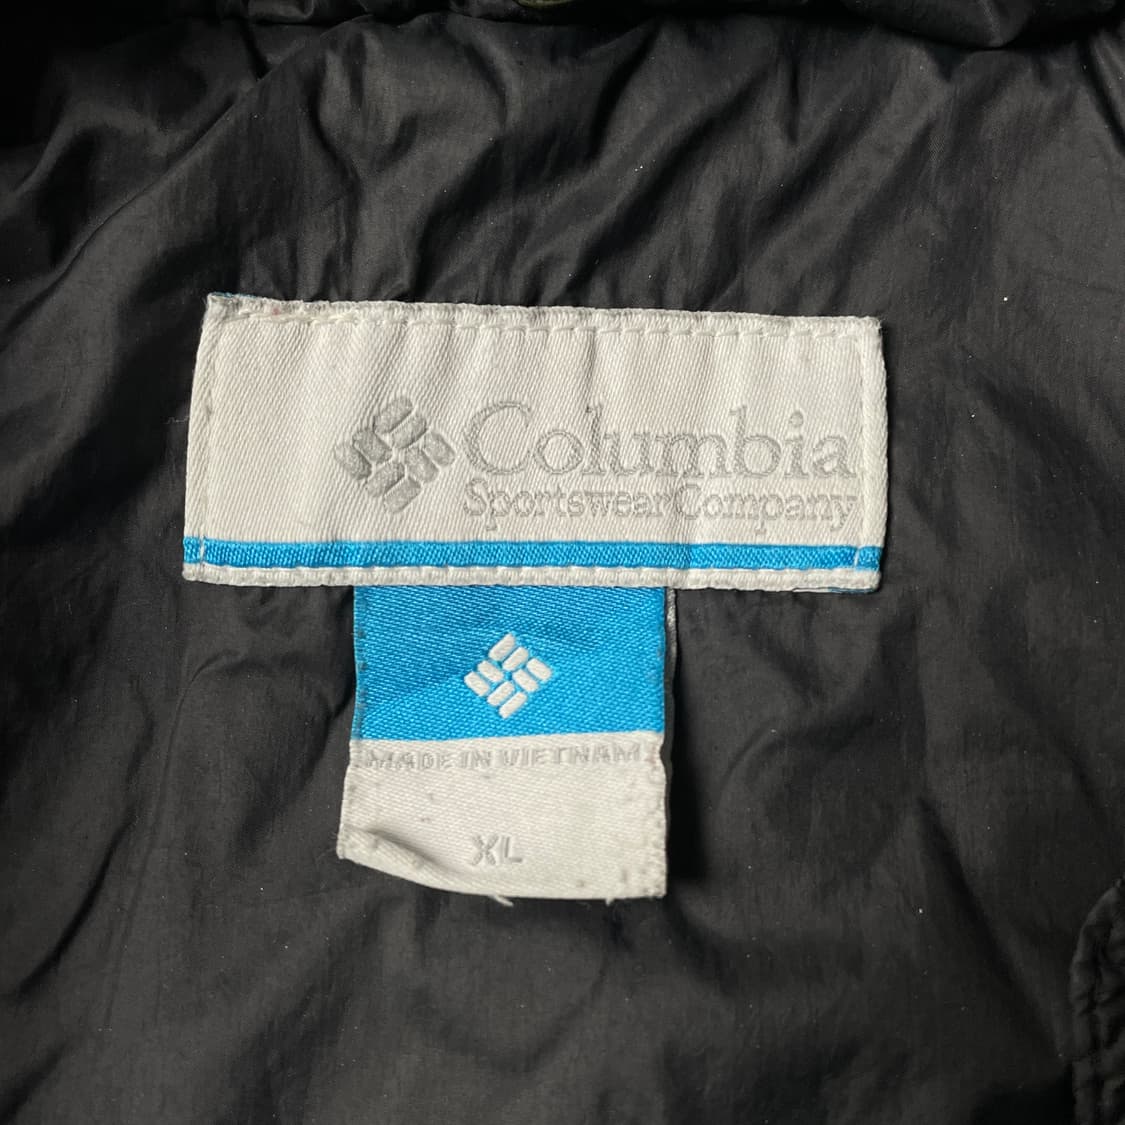 Columbia
Sportswear Company
MADE IN VIETNAM
XL